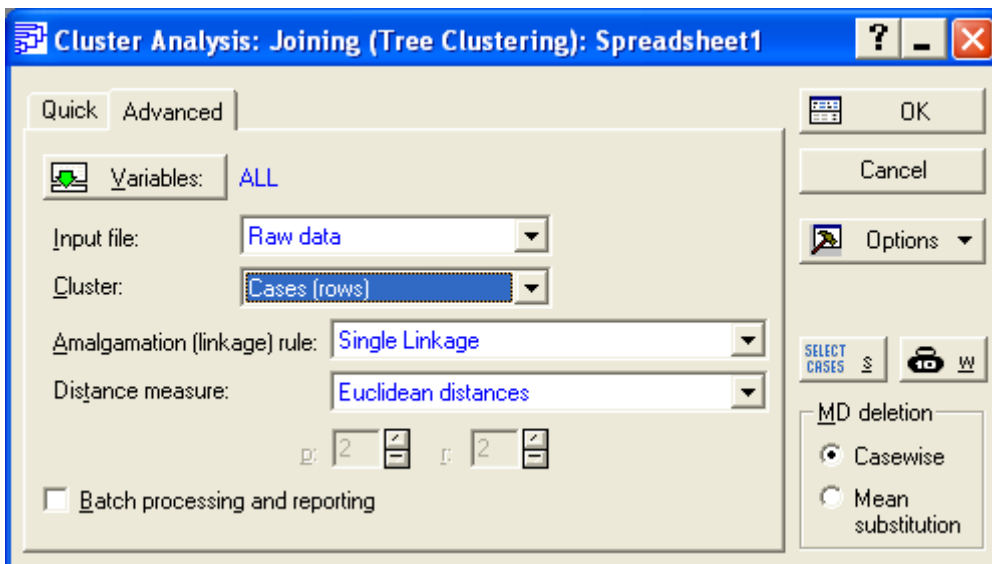 Cluster Analysis: Joining (Tree Clustering): Spreadsheet1
Quick Advanced
OK
Variables: ALL
Cancel
Input file: Raw data
Options
Cluster: Cases (rows)
Amalgamation (linkage) rule: Single Linkage
SELECT CASES S W
Distance measure: Euclidean distances
MD deletion
p: 2 r: 2
Casewise
Batch processing and reporting
Mean
substitution